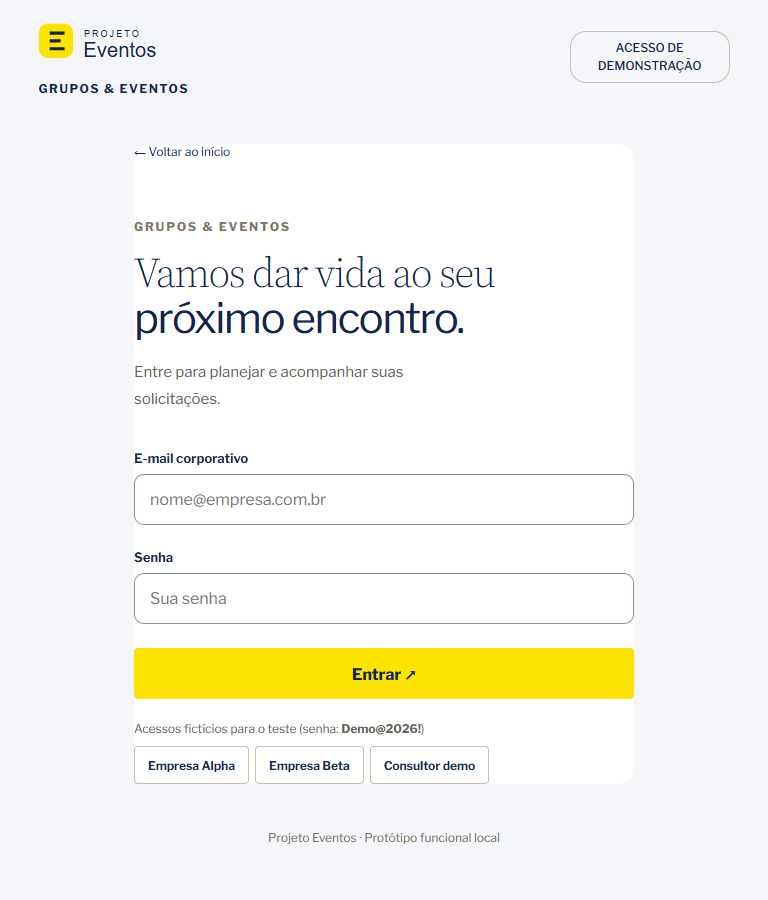 PROJETO
Eventos
GRUPOS & EVENTOS
ACESSO DE
DEMONSTRAÇÃO
← Voltar ao início
GRUPOS & EVENTOS
Vamos dar vida ao seu
próximo encontro.
Entre para planejar e acompanhar suas
solicitações.
E-mail corporativo
nome@empresa.com.br
Senha
Sua senha
Entrar ↗
Acessos fictícios para o teste (senha: Demo@2026!)
Empresa Alpha
Empresa Beta
Consultor demo
Projeto Eventos · Protótipo funcional local